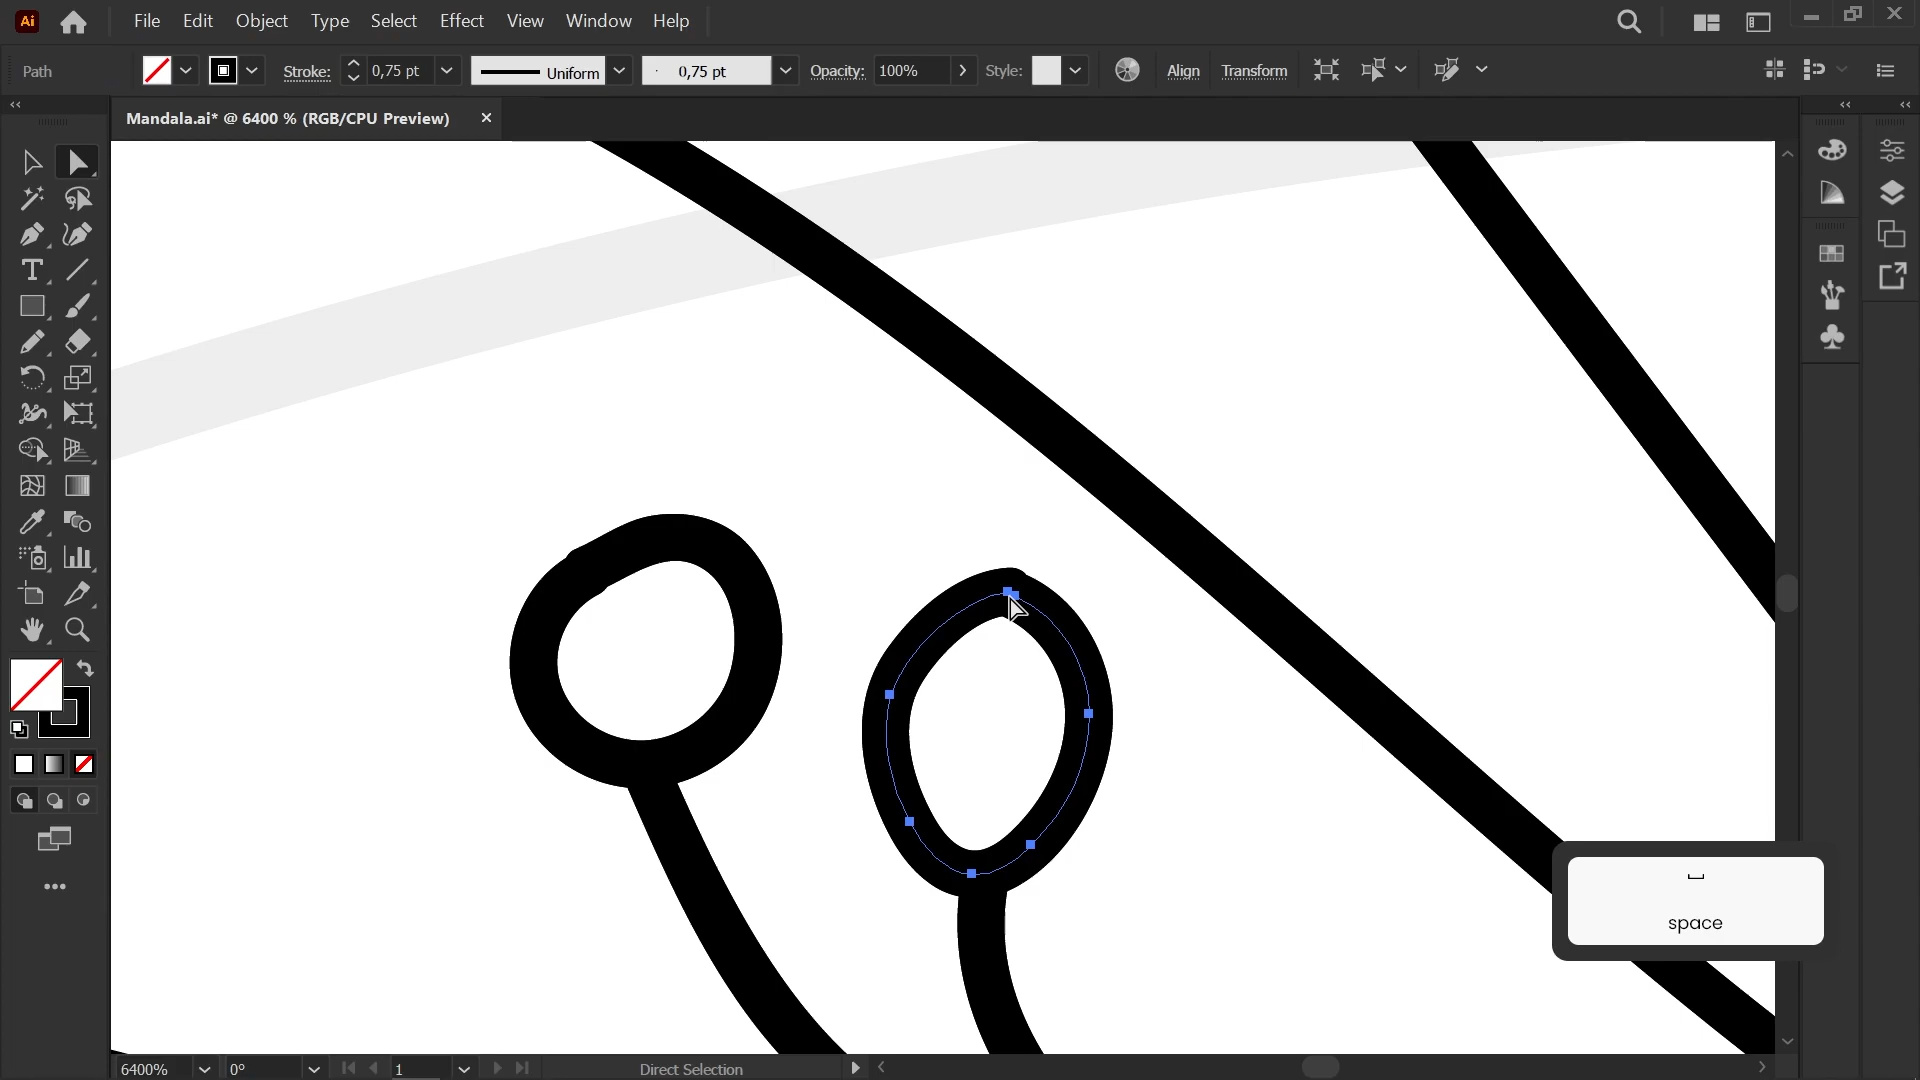 Ai File Edit Object Type Select Effect View Window Help
Path Stroke: 0,75 pt Uniform 0,75 pt Opacity: 100% Style: Align Transform
Mandala.ai* @ 6400 % (RGB/CPU Preview)
space
6400% 0° 1 Direct Selection